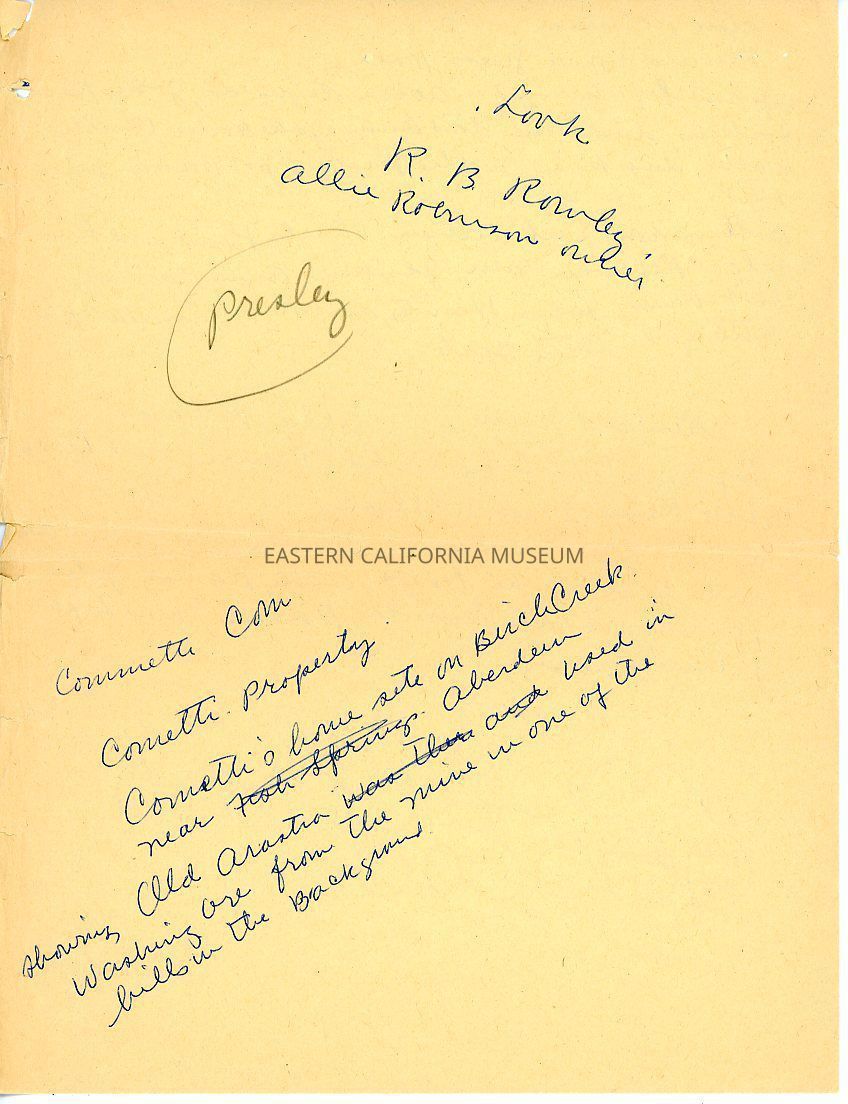 Look
R. B. Rowley
Allie Robinson owner
Presley
EASTERN CALIFORNIA MUSEUM
Commetti Com
Cometti Property
Cometti's home site on Birch Creek
near Fish Springs Aberdeen
showing Old Arastra was then and used in
Washing ore from the mine in one of the
hills in the Background